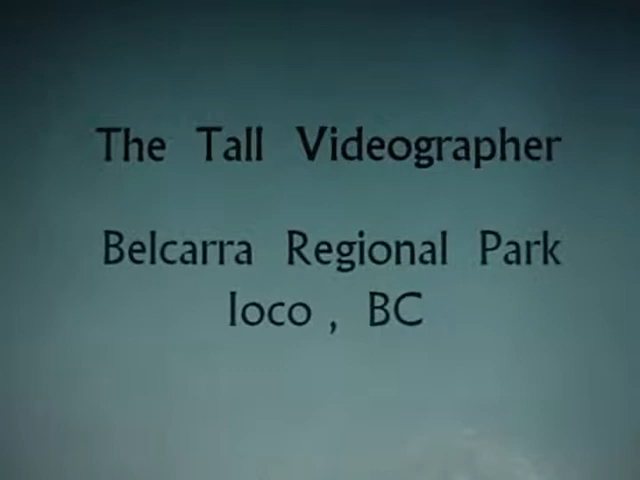 The Tall Videographer
Belcarra Regional Park
Ioco , BC